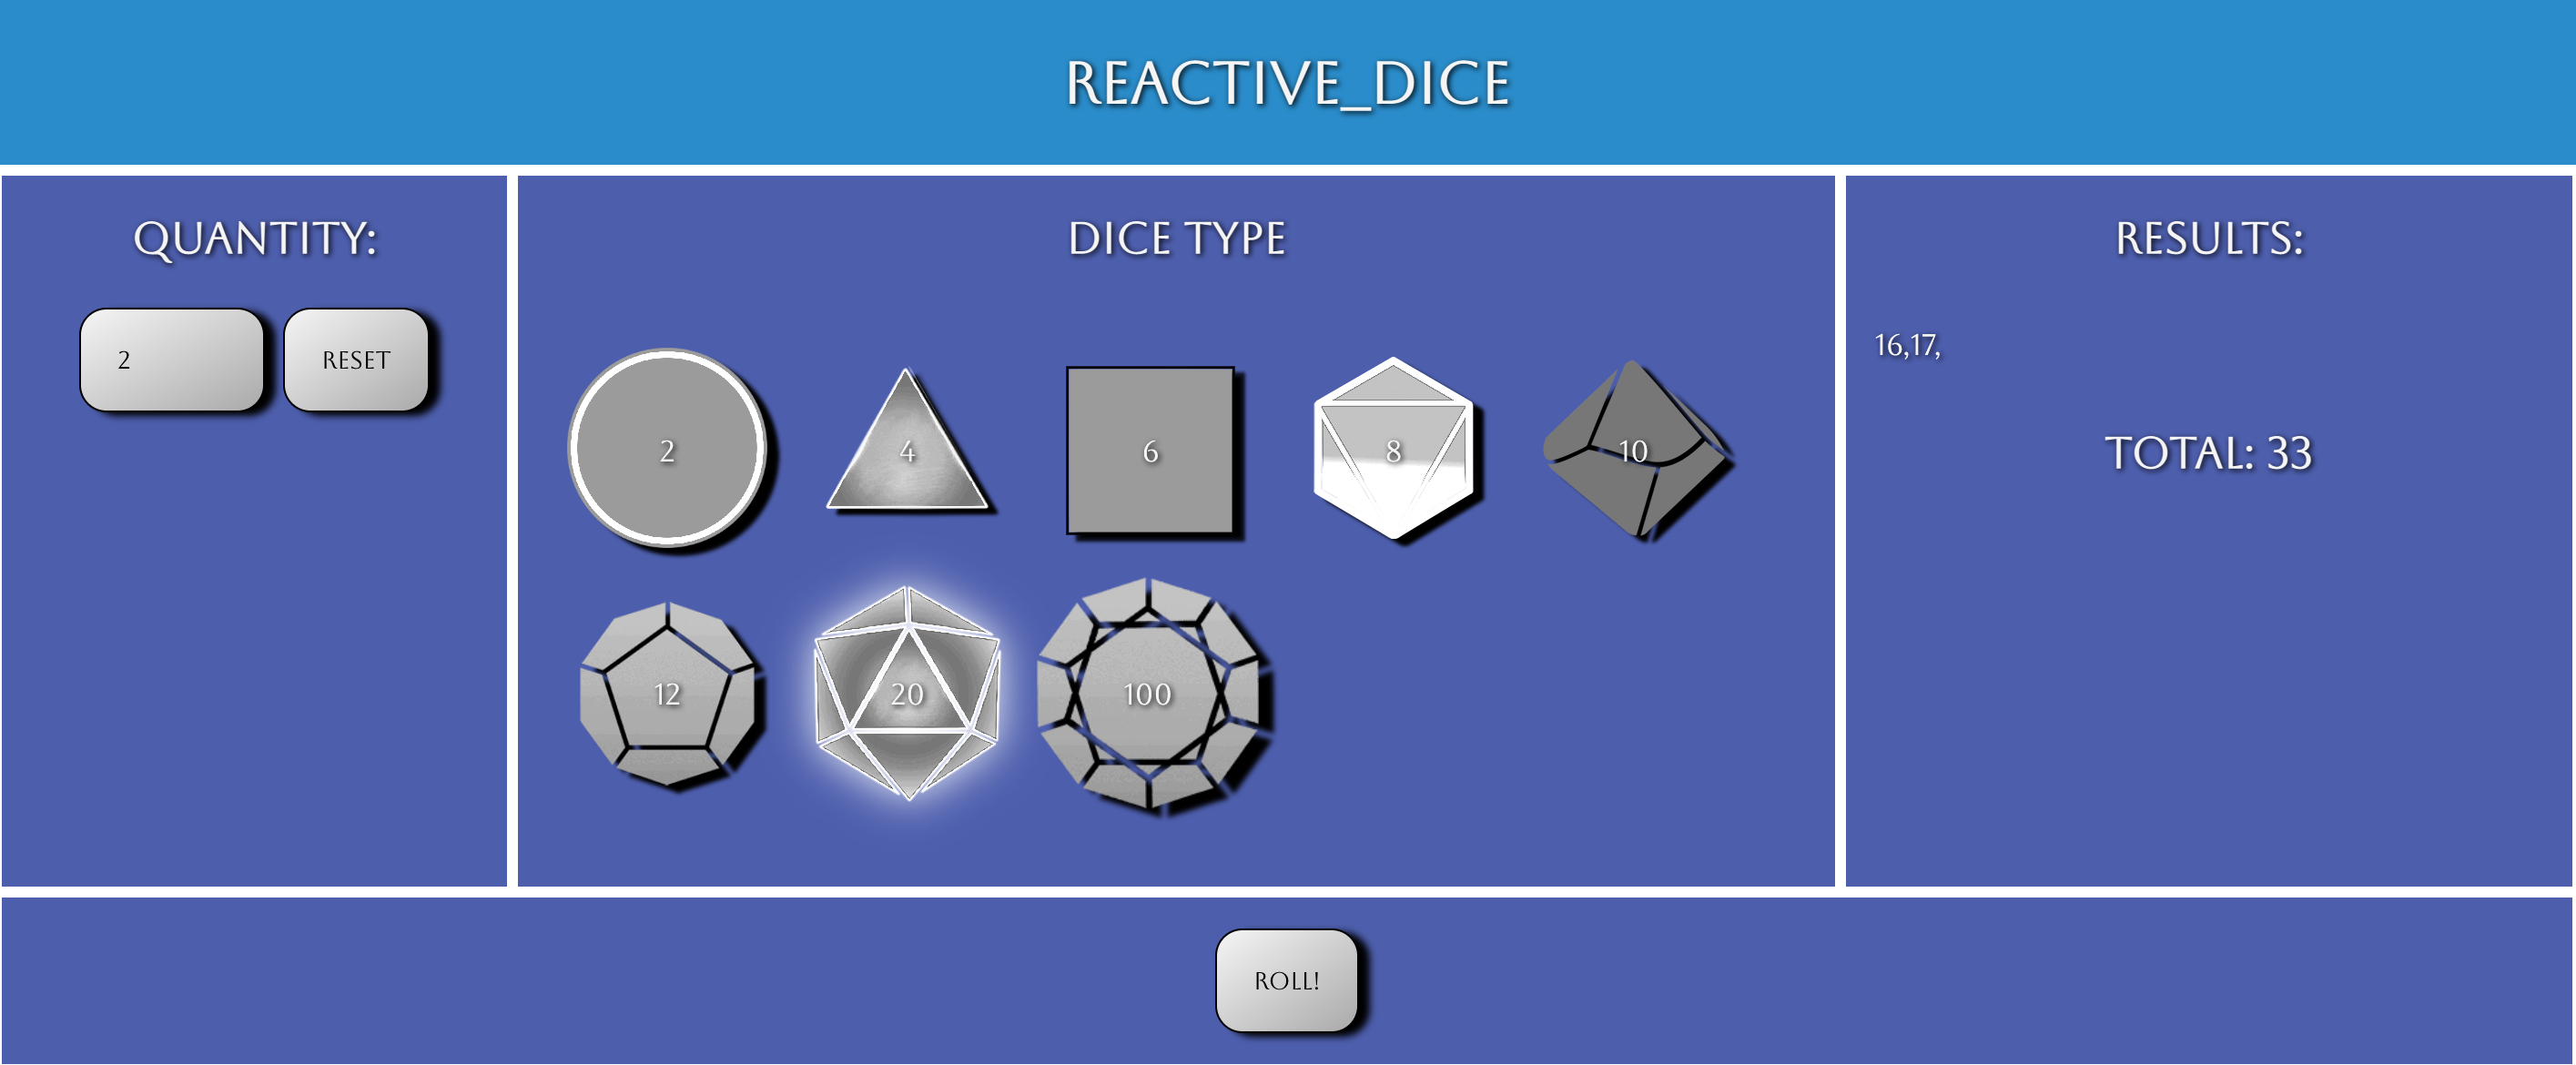 REACTIVE_DICE
QUANTITY:
2
RESET
DICE TYPE
2
4
6
8
10
12
20
100
RESULTS:
16,17,
TOTAL: 33
ROLL!